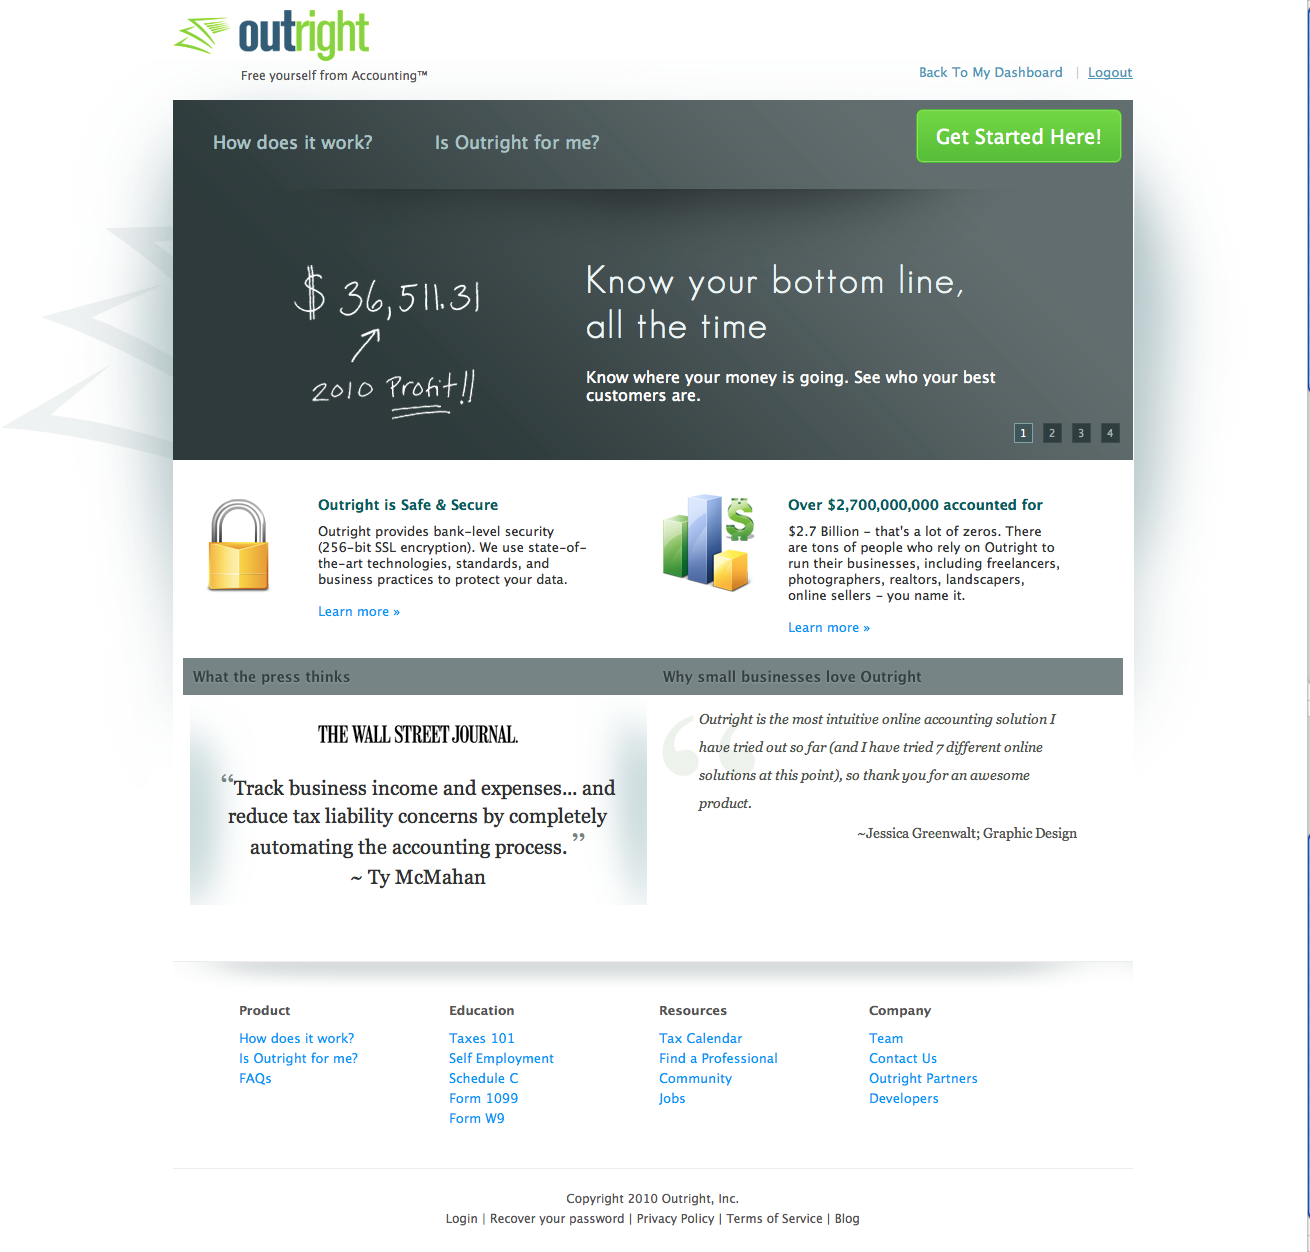 outright
Free yourself from Accounting™
Back To My Dashboard | Logout
How does it work?
Is Outright for me?
Get Started Here!
$ 36,511.31
2010 Profit!!
Know your bottom line,
all the time
Know where your money is going. See who your best
customers are.
1 2 3 4
Outright is Safe & Secure
Outright provides bank-level security
(256-bit SSL encryption). We use state-of-
the-art technologies, standards, and
business practices to protect your data.
Learn more »
Over $2,700,000,000 accounted for
$2.7 Billion - that's a lot of zeros. There
are tons of people who rely on Outright to
run their businesses, including freelancers,
photographers, realtors, landscapers,
online sellers - you name it.
Learn more »
What the press thinks
THE WALL STREET JOURNAL.
“Track business income and expenses... and
reduce tax liability concerns by completely
automating the accounting process. ”
~ Ty McMahan
Why small businesses love Outright
“
Outright is the most intuitive online accounting solution I
have tried out so far (and I have tried 7 different online
solutions at this point), so thank you for an awesome
product.
~Jessica Greenwalt; Graphic Design
Product
How does it work?
Is Outright for me?
FAQs
Education
Taxes 101
Self Employment
Schedule C
Form 1099
Form W9
Resources
Tax Calendar
Find a Professional
Community
Jobs
Company
Team
Contact Us
Outright Partners
Developers
Copyright 2010 Outright, Inc.
Login | Recover your password | Privacy Policy | Terms of Service | Blog